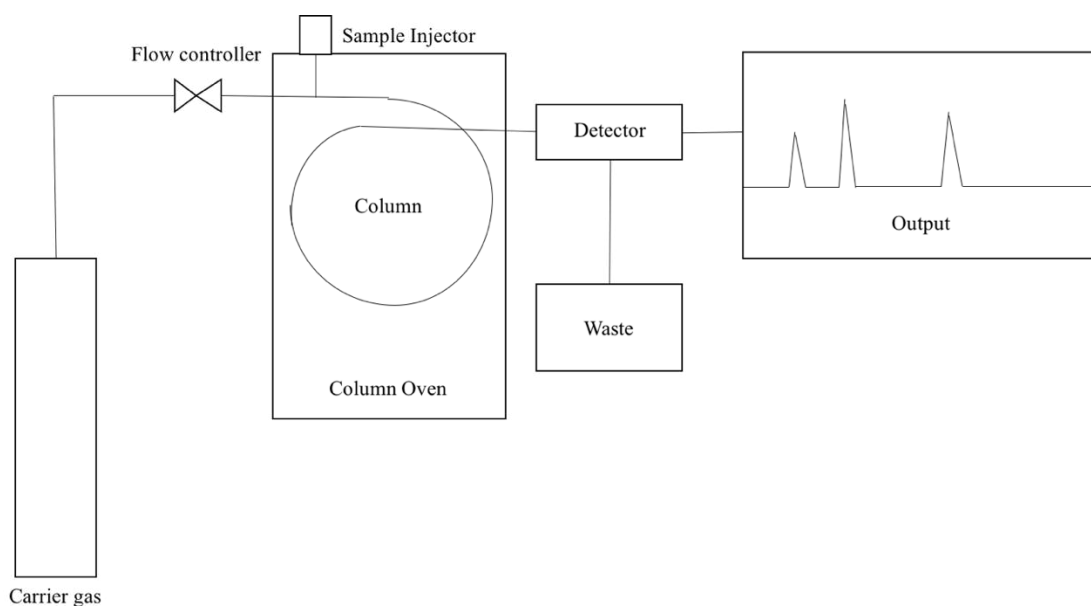 Sample Injector
Flow controller
Detector
Column
Output
Waste
Column Oven
Carrier gas